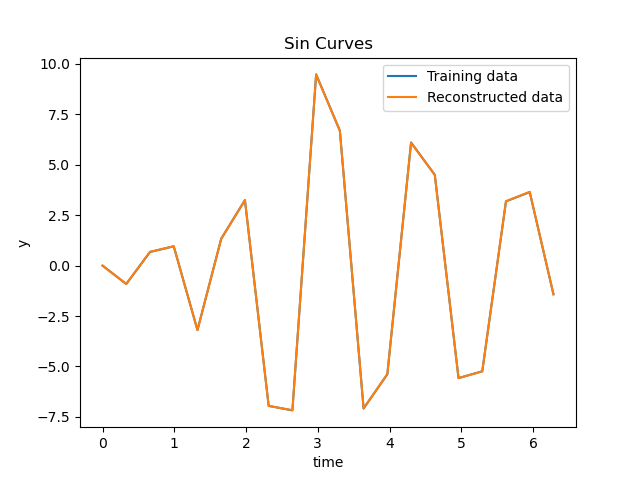 Sin Curves
Training data
Reconstructed data
10.0
7.5
5.0
2.5
0.0
−2.5
−5.0
−7.5
y
0 1 2 3 4 5 6
time